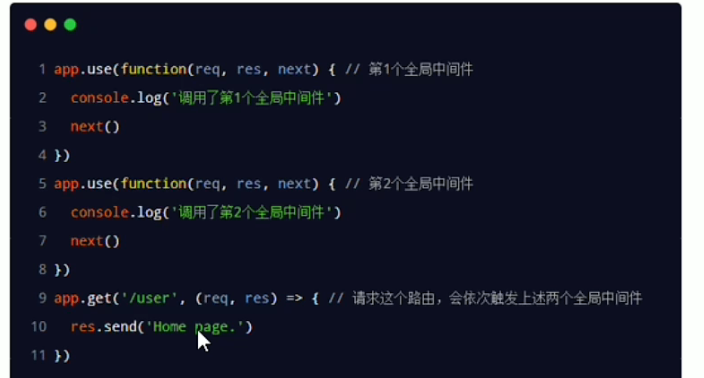 1 app.use(function(req, res, next) { // 第1个全局中间件
2 console.log('调用了第1个全局中间件')
3 next()
4 })
5 app.use(function(req, res, next) { // 第2个全局中间件
6 console.log('调用了第2个全局中间件')
7 next()
8 })
9 app.get('/user', (req, res) => { // 请求这个路由，会依次触发上述两个全局中间件
10 res.send('Home page.')
11 })